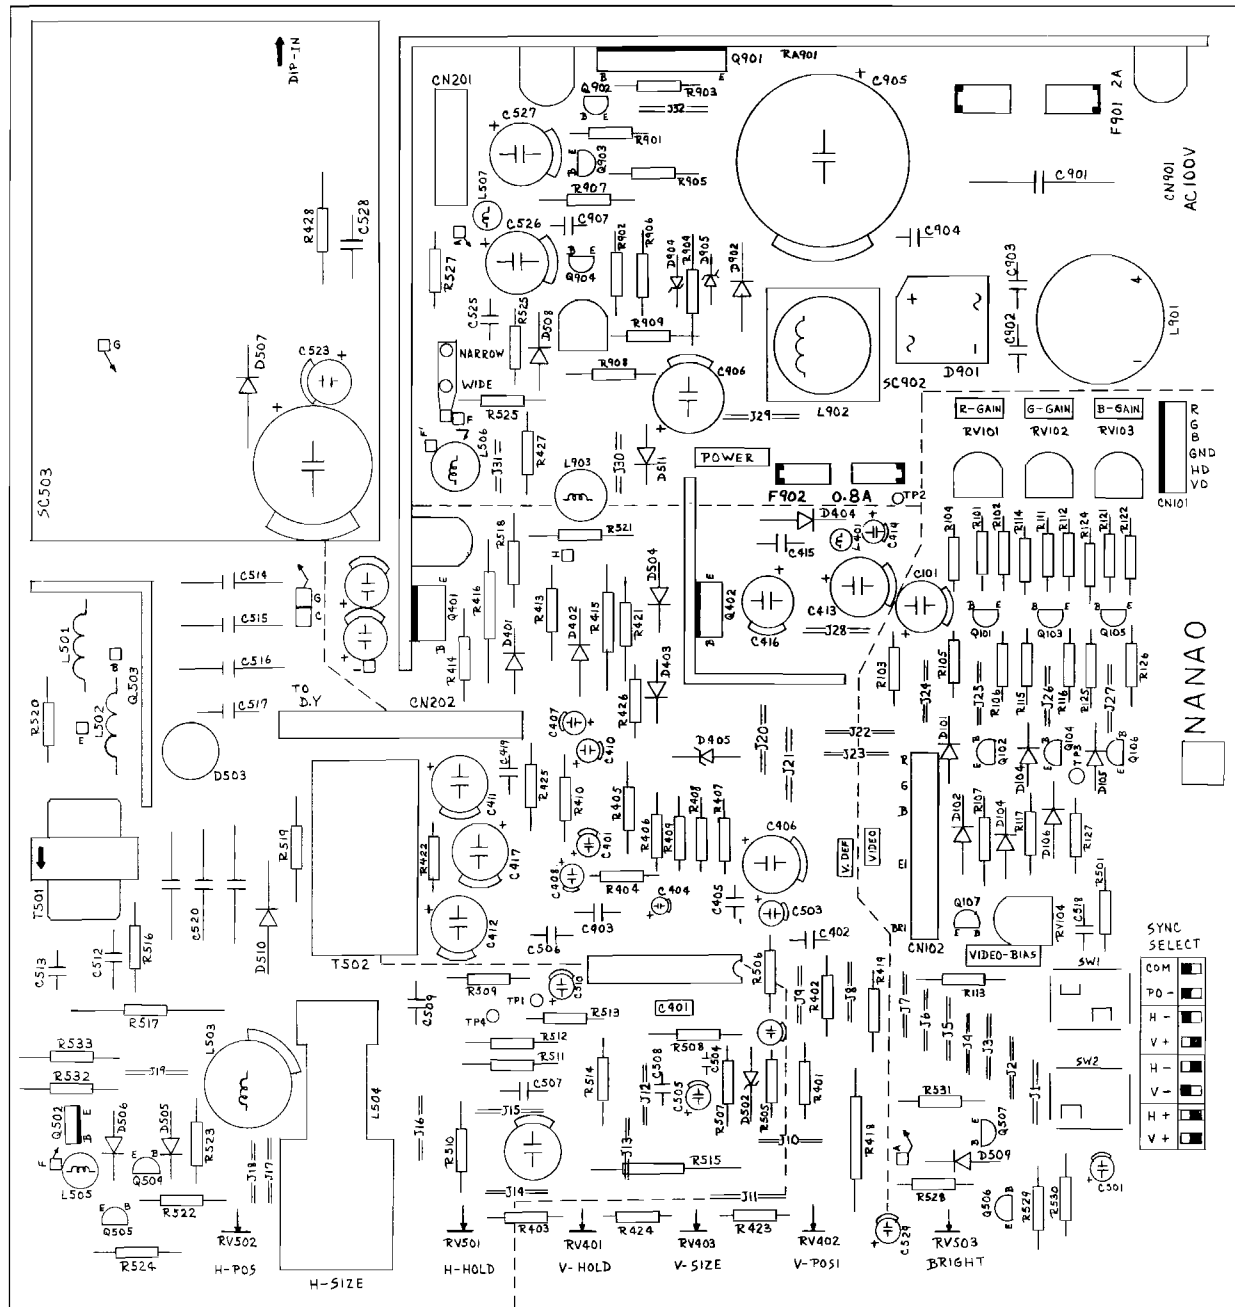 DIP-IN
CN201
Q901
RA901
B
E
Q902
B E
R903
J32
C905
2A
F901
CN901
AC100V
C527
R901
E
B
Q903
R905
R907
C901
L507
A
C526
C907
R902
R906
D904
R904
D905
D902
C904
C903
R428
C528
R527
B E
Q904
C525
R525
D508
R909
C902
4
L901
1
D901
SC902
G
D507
C523
NARROW
WIDE
F
R525
R908
C906
L902
J29
R-GAIN
G-GAIN
B-GAIN
RV101
RV102
RV103
R
G
B
GND
HD
VD
CN101
SC503
F'
L506
J31
R427
L903
J30
D511
POWER
F902
0.8A
TP2
D404
C415
L401
C414
R104
R101
R102
R114
R111
R112
R124
R121
R122
R521
H
R518
R416
R413
D402
R415
R421
D504
E
Q402
B
C416
C413
J28
C101
C514
C515
C516
C517
G
C
L
E
Q401
B
R414
D401
D403
R426
B E
Q101
Q103
Q105
R103
R105
J24
J25
R106
R115
J26
R116
R125
J27
R126
NANAO
L501
B
Q503
L502
E
R520
D503
TO
D.Y
CN202
C407
C410
C419
R425
R410
D405
J20
J21
J22
J23
D101
Q102
D104
Q104
TP3
D105
Q106
R
G
B
E1
BR1
CN102
C411
C417
C412
R422
T502
R519
C401
C408
R405
R406
R409
R408
R407
C406
V.DEF
VIDEO
D102
R107
D104
R117
D106
R127
R501
T501
C520
D510
R404
C404
C405
C503
C403
C506
C402
Q107
E B
RV104
C518
VIDEO-BIAS
C513
C512
R516
R517
C509
R509
C510
TP1
TP4
R513
C401
R506
J9
R402
J8
R419
J7
J6
J5
R113
J4
J3
J2
J1
SW1
SW2
SYNC
SELECT
COM
PO -
H -
V +
H -
V -
H +
V +
R533
R532
J19
L503
L504
R512
R511
C507
R514
R508
C508
C504
C505
R507
D502
R505
R401
J12
J13
J10
R418
R531
Q507
A
D509
R528
Q506
E
B
R529
R530
C501
Q502
E
B
D506
D505
R523
F
L505
E
B
Q504
R522
E B
Q505
R524
J18
J17
J16
J15
R510
J14
R515
J11
R403
R424
R423
C529
RV502
H-POS
H-SIZE
RV501
H-HOLD
RV401
V-HOLD
RV403
V-SIZE
RV402
V-POSI
RV503
BRIGHT